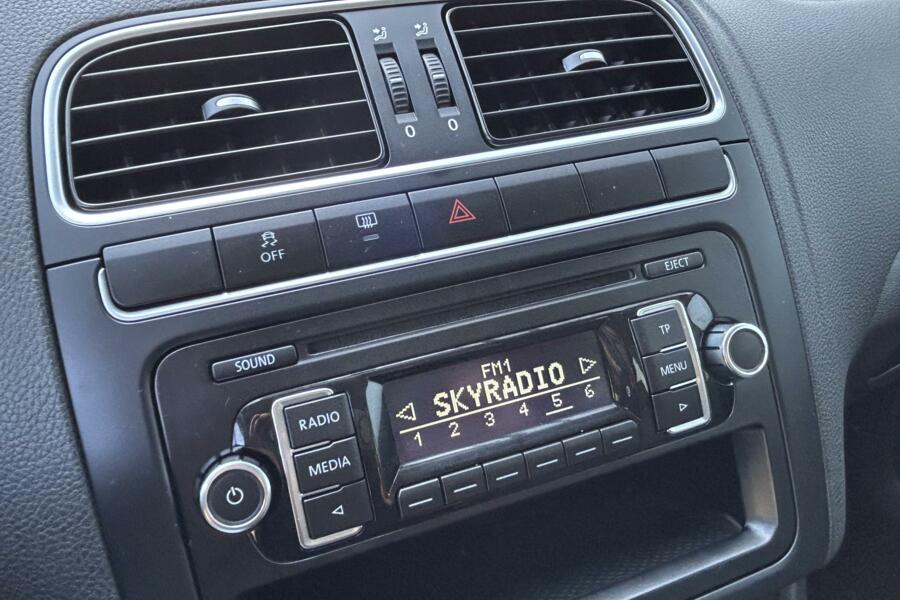 0 0
OFF
EJECT
SOUND
TP
FM1
SKYRADIO
MENU
RADIO
1 2 3 4 5 6
MEDIA